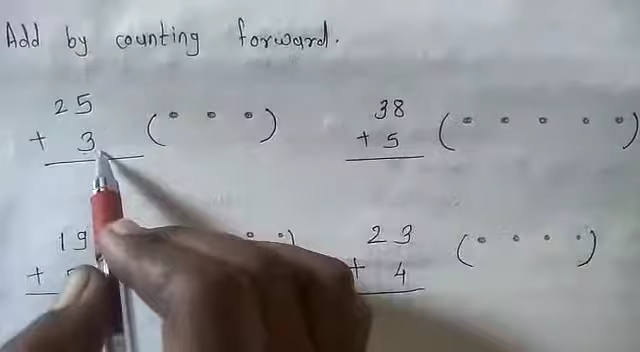 Add by counting forward.
25 38
+ 3 + 5
19 23
+ + 4